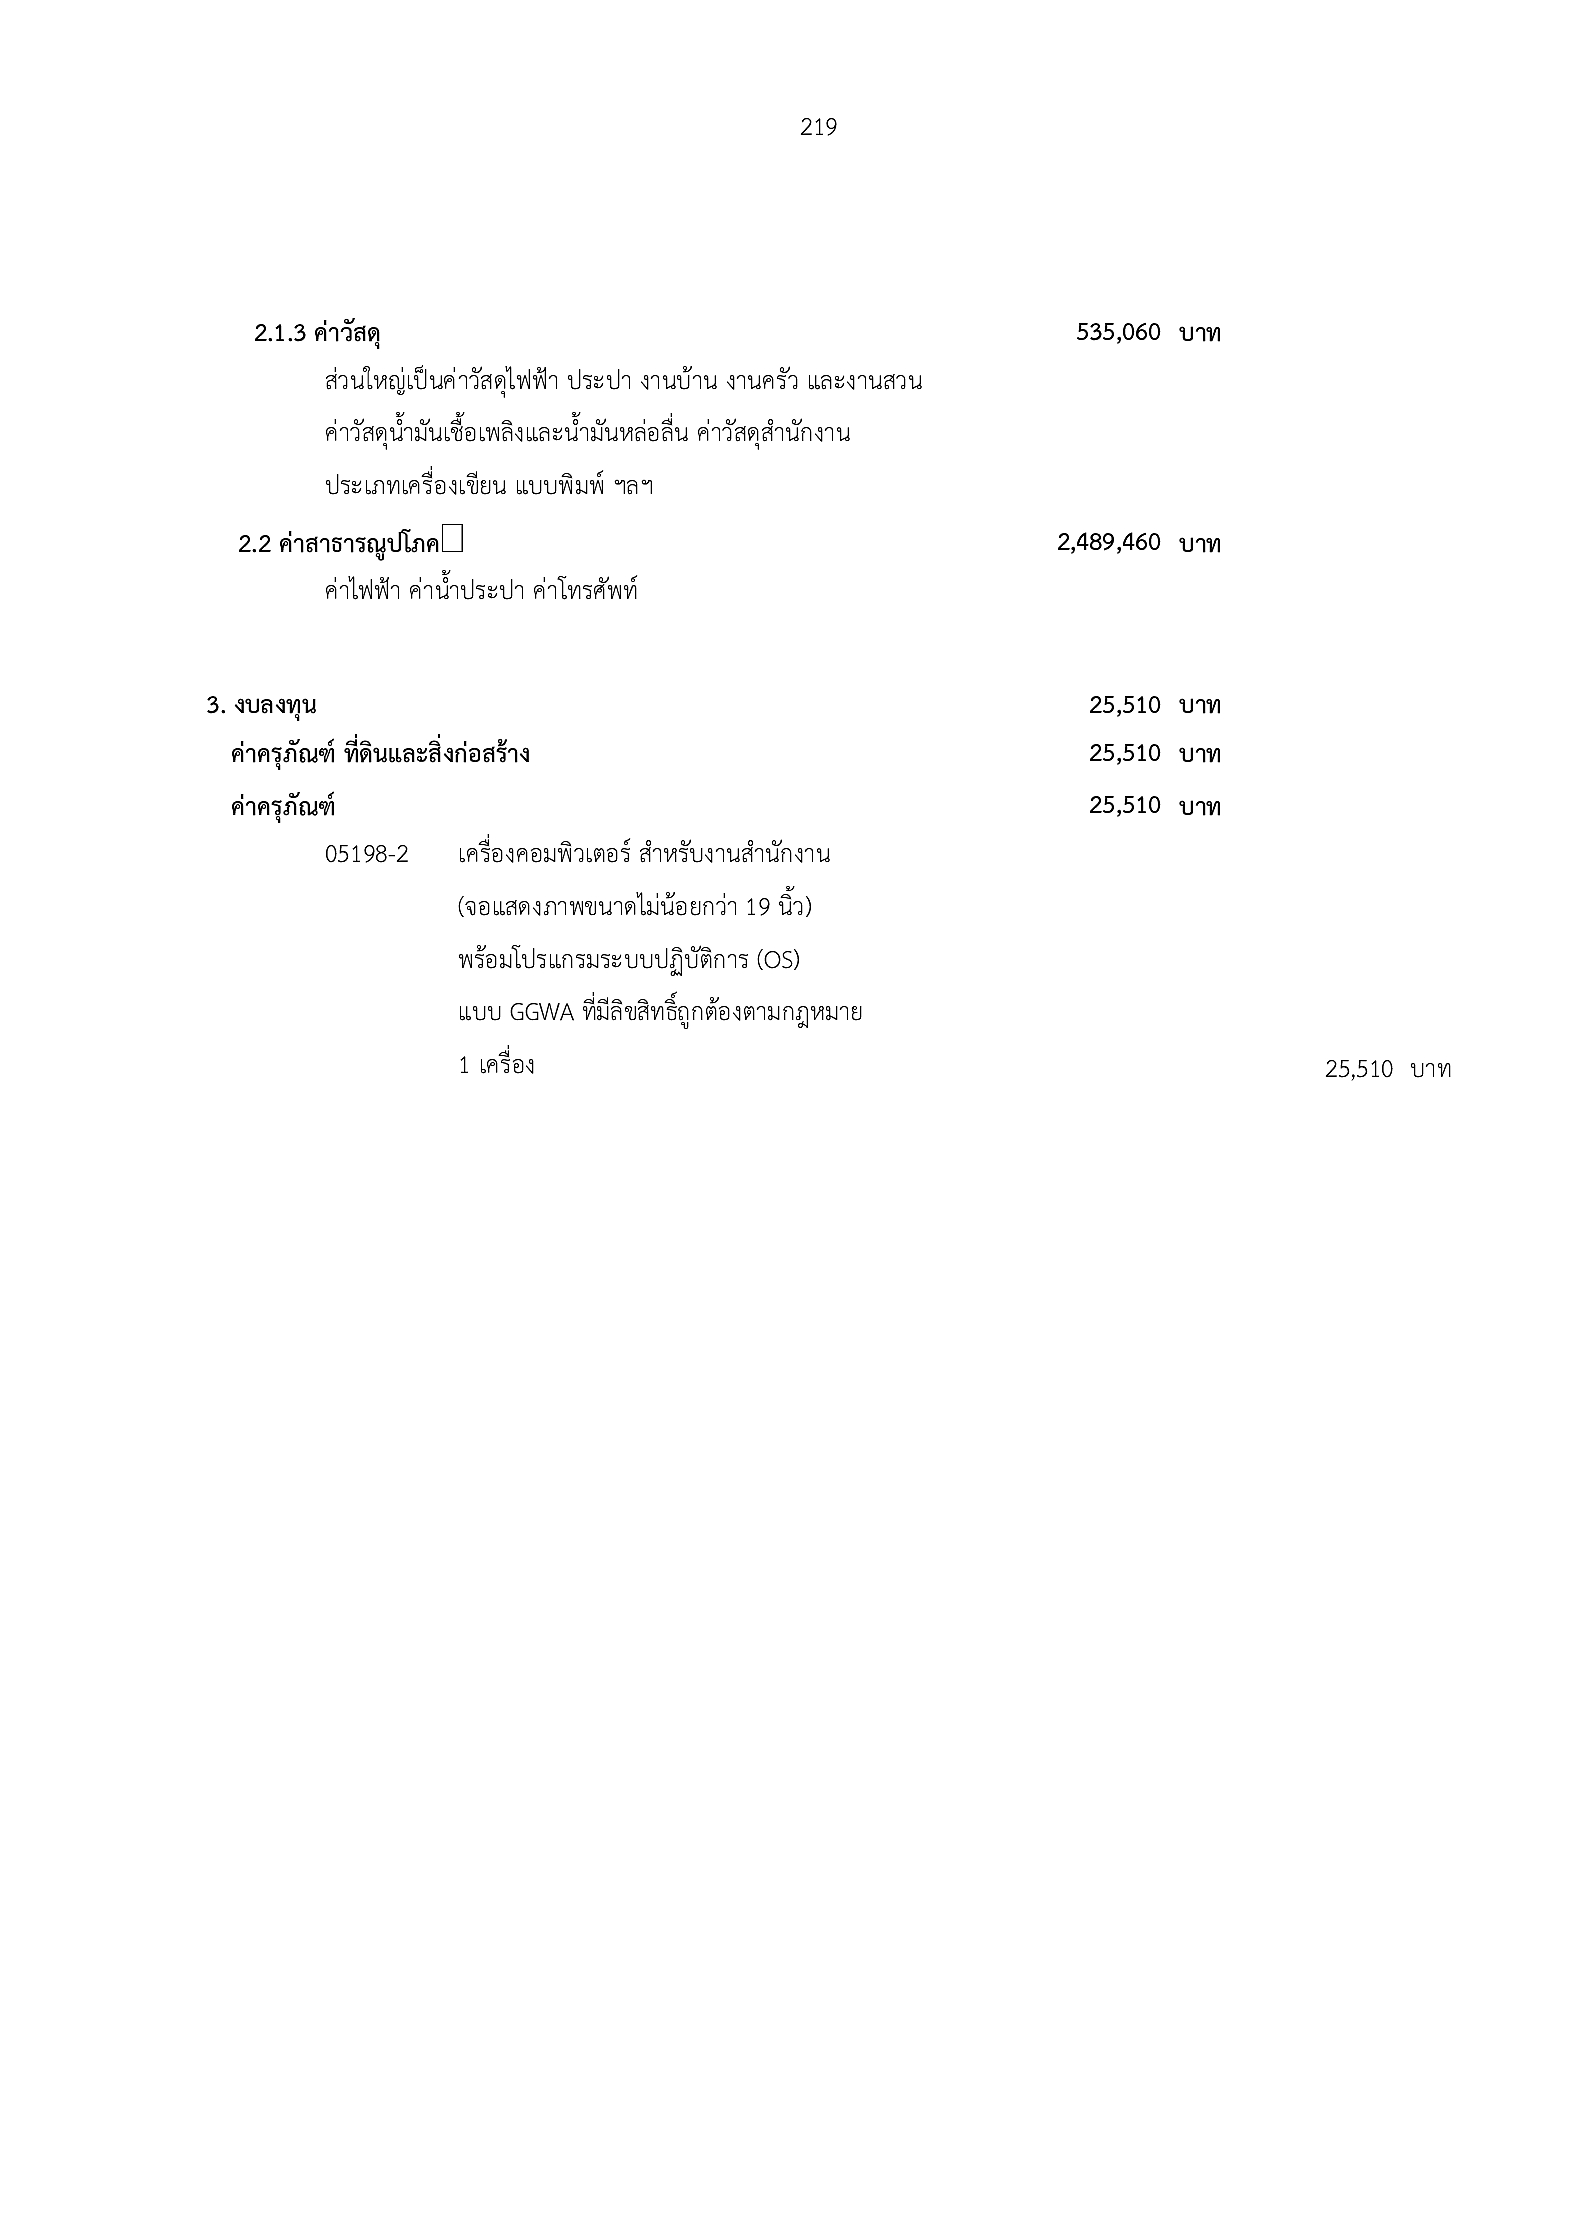 219
2.1.3 ค่าวัสดุ 535,060 บาท
ส่วนใหญ่เป็นค่าวัสดุไฟฟ้า ประปา งานบ้าน งานครัว และงานสวน
ค่าวัสดุน้ำมันเชื้อเพลิงและน้ำมันหล่อลื่น ค่าวัสดุสำนักงาน
ประเภทเครื่องเขียน แบบพิมพ์ ฯลฯ
2.2 ค่าสาธารณูปโภค 2,489,460 บาท
ค่าไฟฟ้า ค่าน้ำประปา ค่าโทรศัพท์
3. งบลงทุน 25,510 บาท
ค่าครุภัณฑ์ ที่ดินและสิ่งก่อสร้าง 25,510 บาท
ค่าครุภัณฑ์ 25,510 บาท
05198-2 เครื่องคอมพิวเตอร์ สำหรับงานสำนักงาน
(จอแสดงภาพขนาดไม่น้อยกว่า 19 นิ้ว)
พร้อมโปรแกรมระบบปฏิบัติการ (OS)
แบบ GGWA ที่มีลิขสิทธิ์ถูกต้องตามกฎหมาย
1 เครื่อง 25,510 บาท